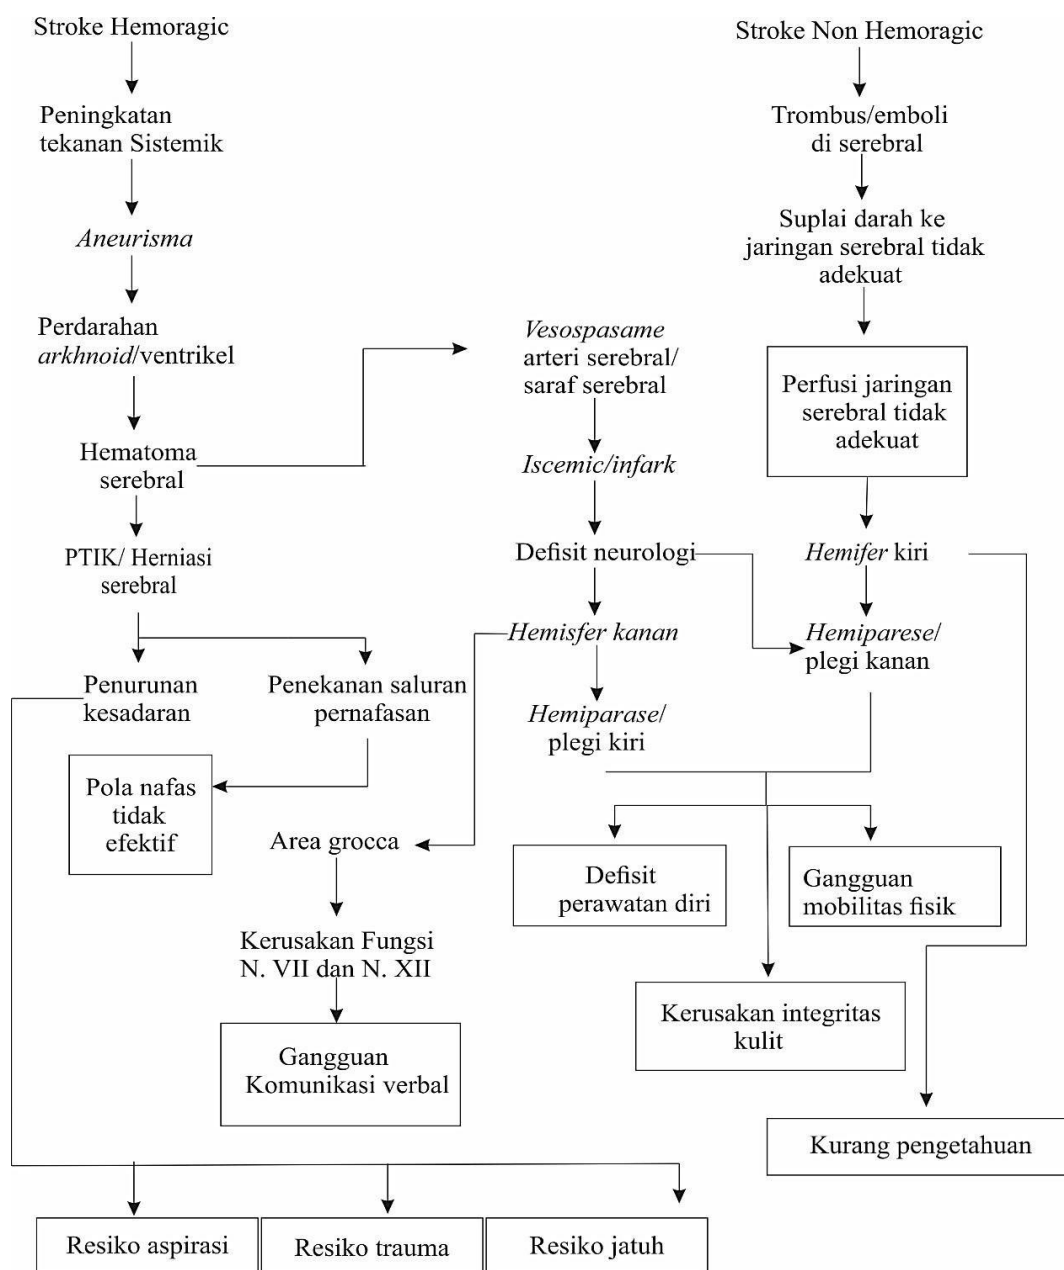 Stroke Hemoragic
Peningkatan
tekanan Sistemik
Aneurisma
Perdarahan
arkhnoid/ventrikel
Hematoma
serebral
PTIK/ Herniasi
serebral
Penurunan
kesadaran
Penekanan saluran
pernafasan
Pola nafas
tidak
efektif
Vesospasame
arteri serebral/
saraf serebral
Iscemic/infark
Defisit neurologi
Hemisfer kanan
Hemiparase/
plegi kiri
Area grocca
Kerusakan Fungsi
N. VII dan N. XII
Gangguan
Komunikasi verbal
Stroke Non Hemoragic
Trombus/emboli
di serebral
Suplai darah ke
jaringan serebral tidak
adekuat
Perfusi jaringan
serebral tidak
adekuat
Hemifer kiri
Hemiparese/
plegi kanan
Defisit
perawatan diri
Gangguan
mobilitas fisik
Kerusakan integritas
kulit
Kurang pengetahuan
Resiko aspirasi
Resiko trauma
Resiko jatuh